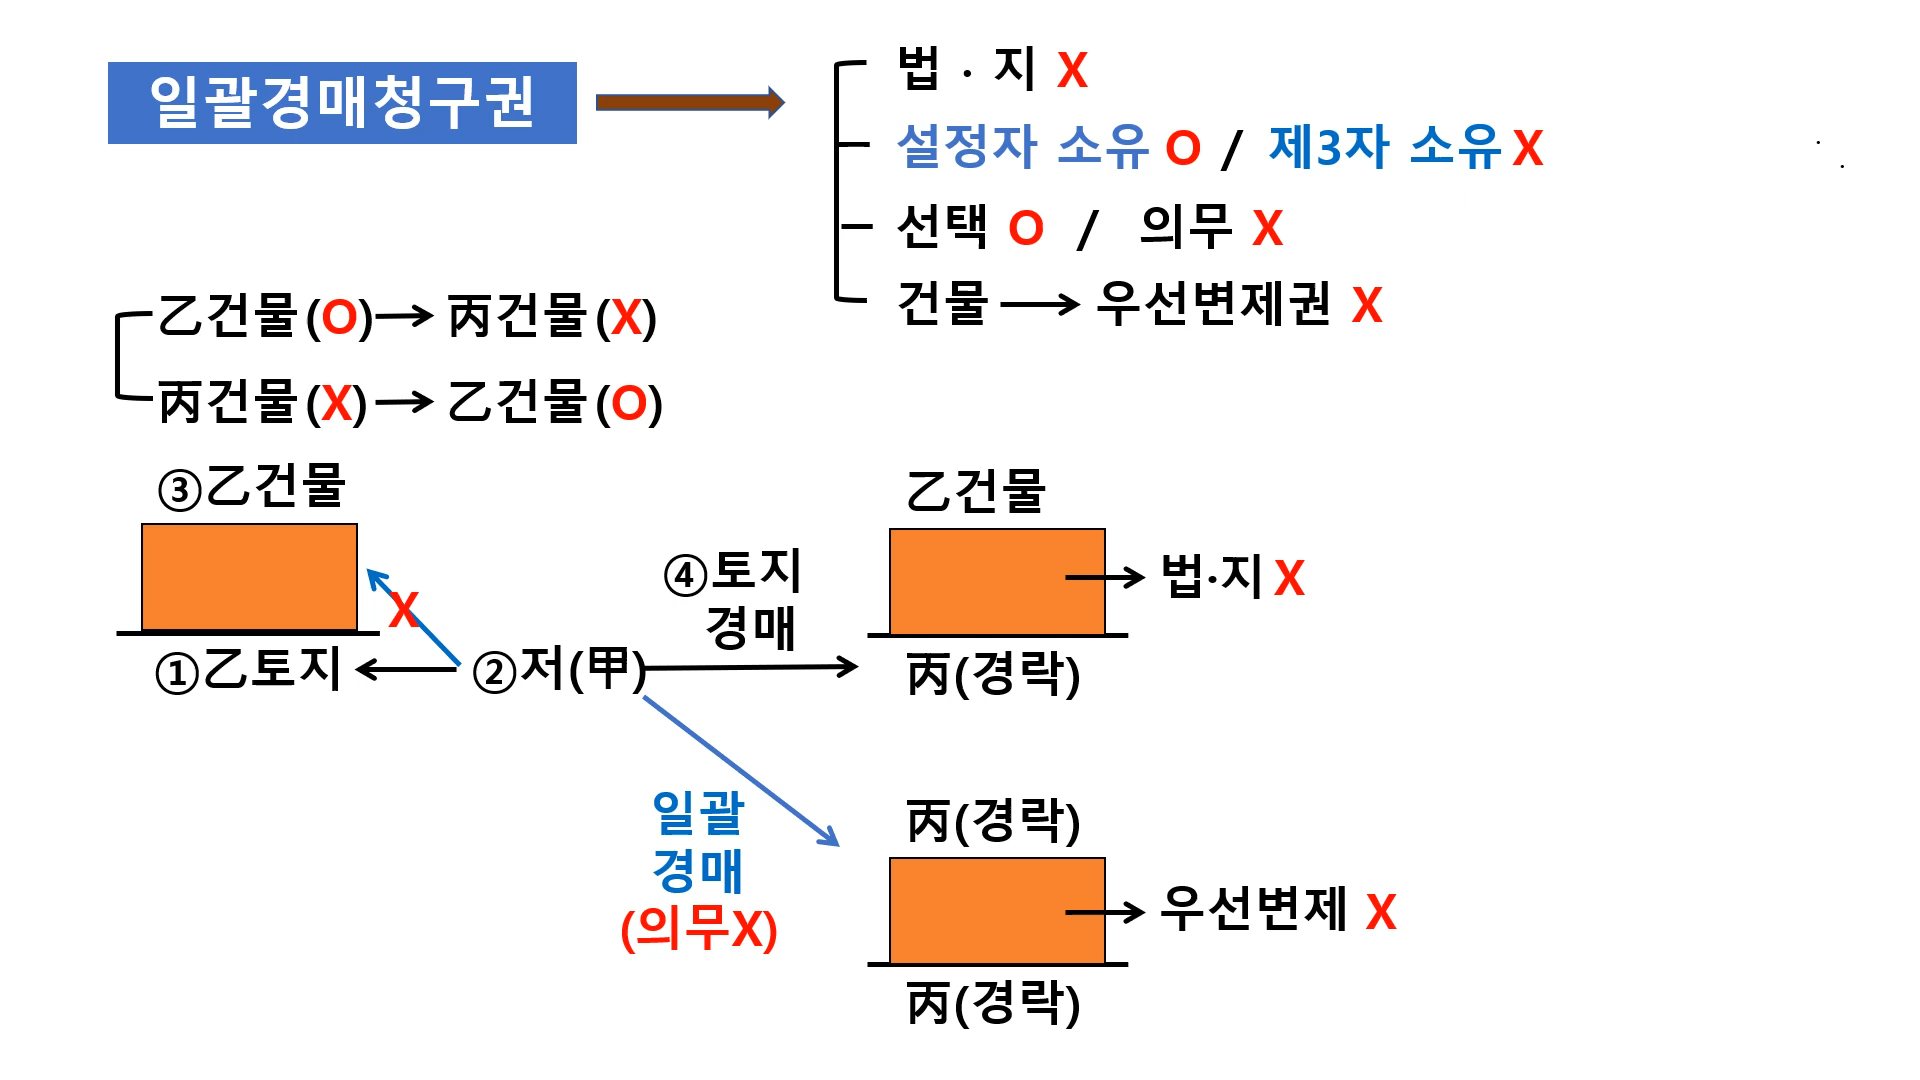 일괄경매청구권
법 · 지 X
설정자 소유 O / 제3자 소유 X
선택 O / 의무 X
건물 → 우선변제권 X
乙건물(O) → 丙건물(X)
丙건물(X) → 乙건물(O)
③乙건물
X
①乙토지
②저(甲)
④토지
경매
乙건물
법·지 X
丙(경락)
일괄
경매
(의무X)
丙(경락)
우선변제 X
丙(경락)